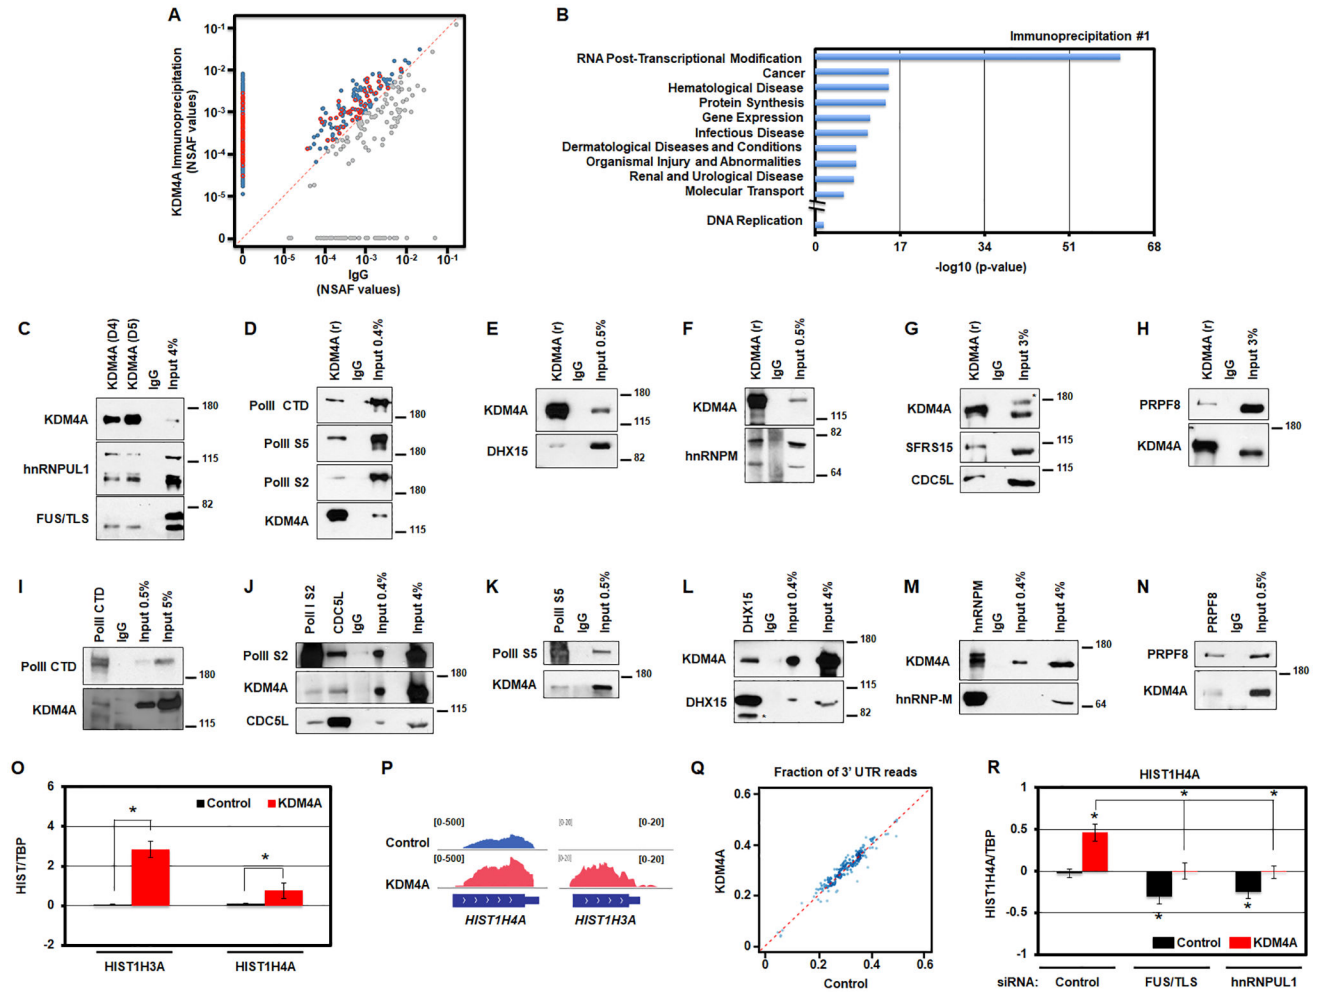 A
KDM4A Immunoprecipitation
(NSAF values)
10-1
10-2
10-3
10-4
10-5
0
0 10-5 10-4 10-3 10-2 10-1
IgG
(NSAF values)
B
Immunoprecipitation #1
RNA Post-Transcriptional Modification
Cancer
Hematological Disease
Protein Synthesis
Gene Expression
Infectious Disease
Dermatological Diseases and Conditions
Organismal Injury and Abnormalities
Renal and Urological Disease
Molecular Transport
DNA Replication
0 17 34 51 68
-log10 (p-value)
C
KDM4A (D4)
KDM4A (D5)
IgG
Input 4%
KDM4A
180
hnRNPUL1
115
FUS/TLS
82
D
KDM4A (r)
IgG
Input 0.4%
PolII CTD
180
PolII S5
180
PolII S2
180
KDM4A
115
E
KDM4A (r)
IgG
Input 0.5%
180
KDM4A
115
DHX15
82
F
KDM4A (r)
IgG
Input 0.5%
KDM4A
115
82
hnRNPM
64
G
KDM4A (r)
IgG
Input 3%
180
KDM4A
115
SFRS15
115
CDC5L
H
KDM4A (r)
IgG
Input 3%
PRPF8
180
KDM4A
I
PolII CTD
IgG
Input 0.5%
Input 5%
PolII CTD
180
KDM4A
115
J
Pol I S2
CDC5L
IgG
Input 0.4%
Input 4%
PolII S2
180
KDM4A
115
CDC5L
K
PolII S5
IgG
Input 0.5%
PolII S5
180
KDM4A
L
DHX15
IgG
Input 0.4%
Input 4%
180
KDM4A
115
DHX15
82
M
hnRNPM
IgG
Input 0.4%
Input 4%
180
KDM4A
hnRNP-M
64
N
PRPF8
IgG
Input 0.5%
PRPF8
180
KDM4A
O
HIST/TBP
6
4
2
0
-2
Control KDM4A
*
*
HIST1H3A HIST1H4A
P
[0-500] [0-20] [0-20]
Control
[0-500] [0-20] [0-20]
KDM4A
HIST1H4A HIST1H3A
Q
Fraction of 3' UTR reads
KDM4A
0.6
0.4
0.2
0
0 0.2 0.4 0.6
Control
R
HIST1H4A
HIST1H4A/TBP
1
0.5
0
-0.5
-1
* * *
* *
Control KDM4A
siRNA: Control FUS/TLS hnRNPUL1